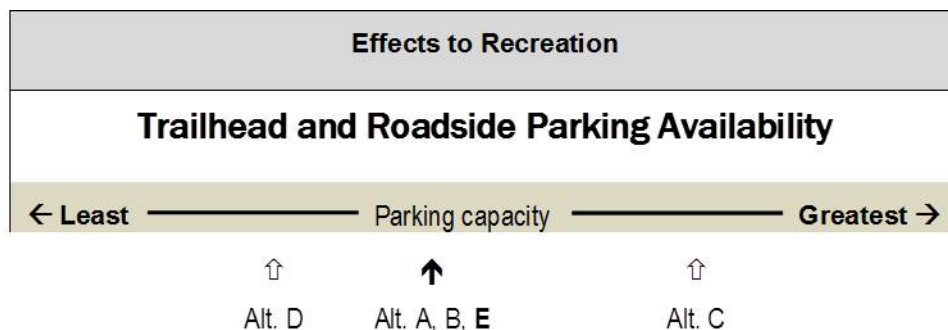 Effects to Recreation
Trailhead and Roadside Parking Availability
← Least Parking capacity Greatest →
⇧ ⬆ ⇧
Alt. D Alt. A, B, E Alt. C